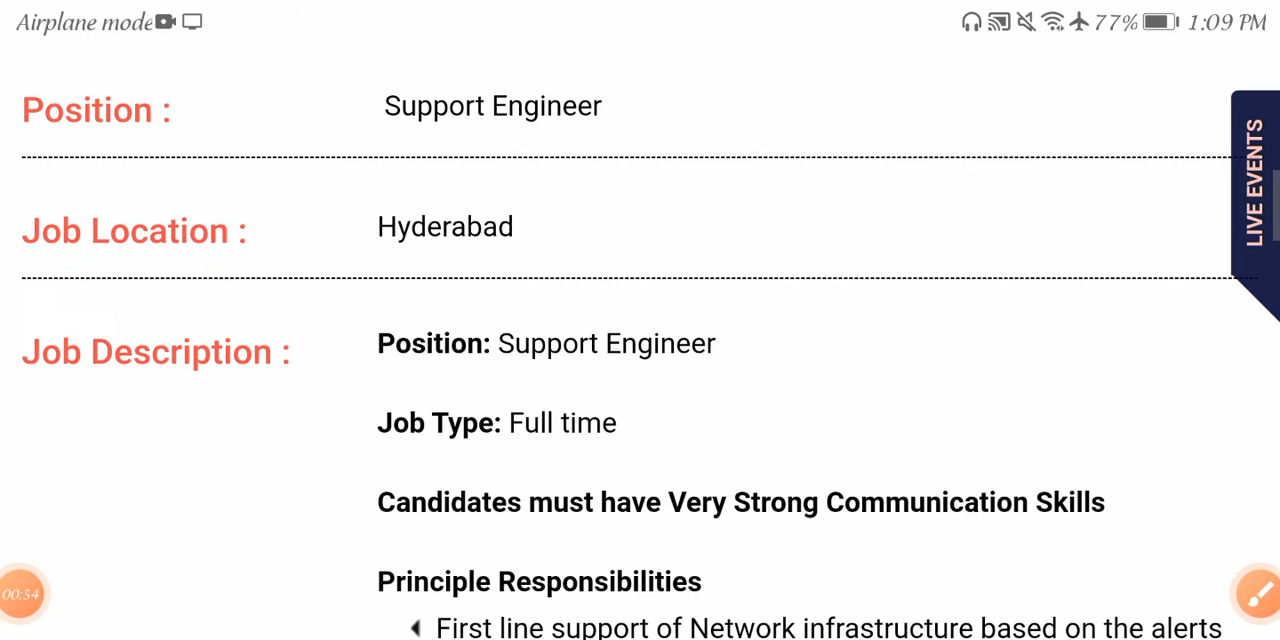 Airplane mode 77% 1:09 PM
Position : Support Engineer
LIVE EVENTS
Job Location : Hyderabad
Job Description : Position: Support Engineer
Job Type: Full time
Candidates must have Very Strong Communication Skills
Principle Responsibilities
00:54
First line support of Network infrastructure based on the alerts